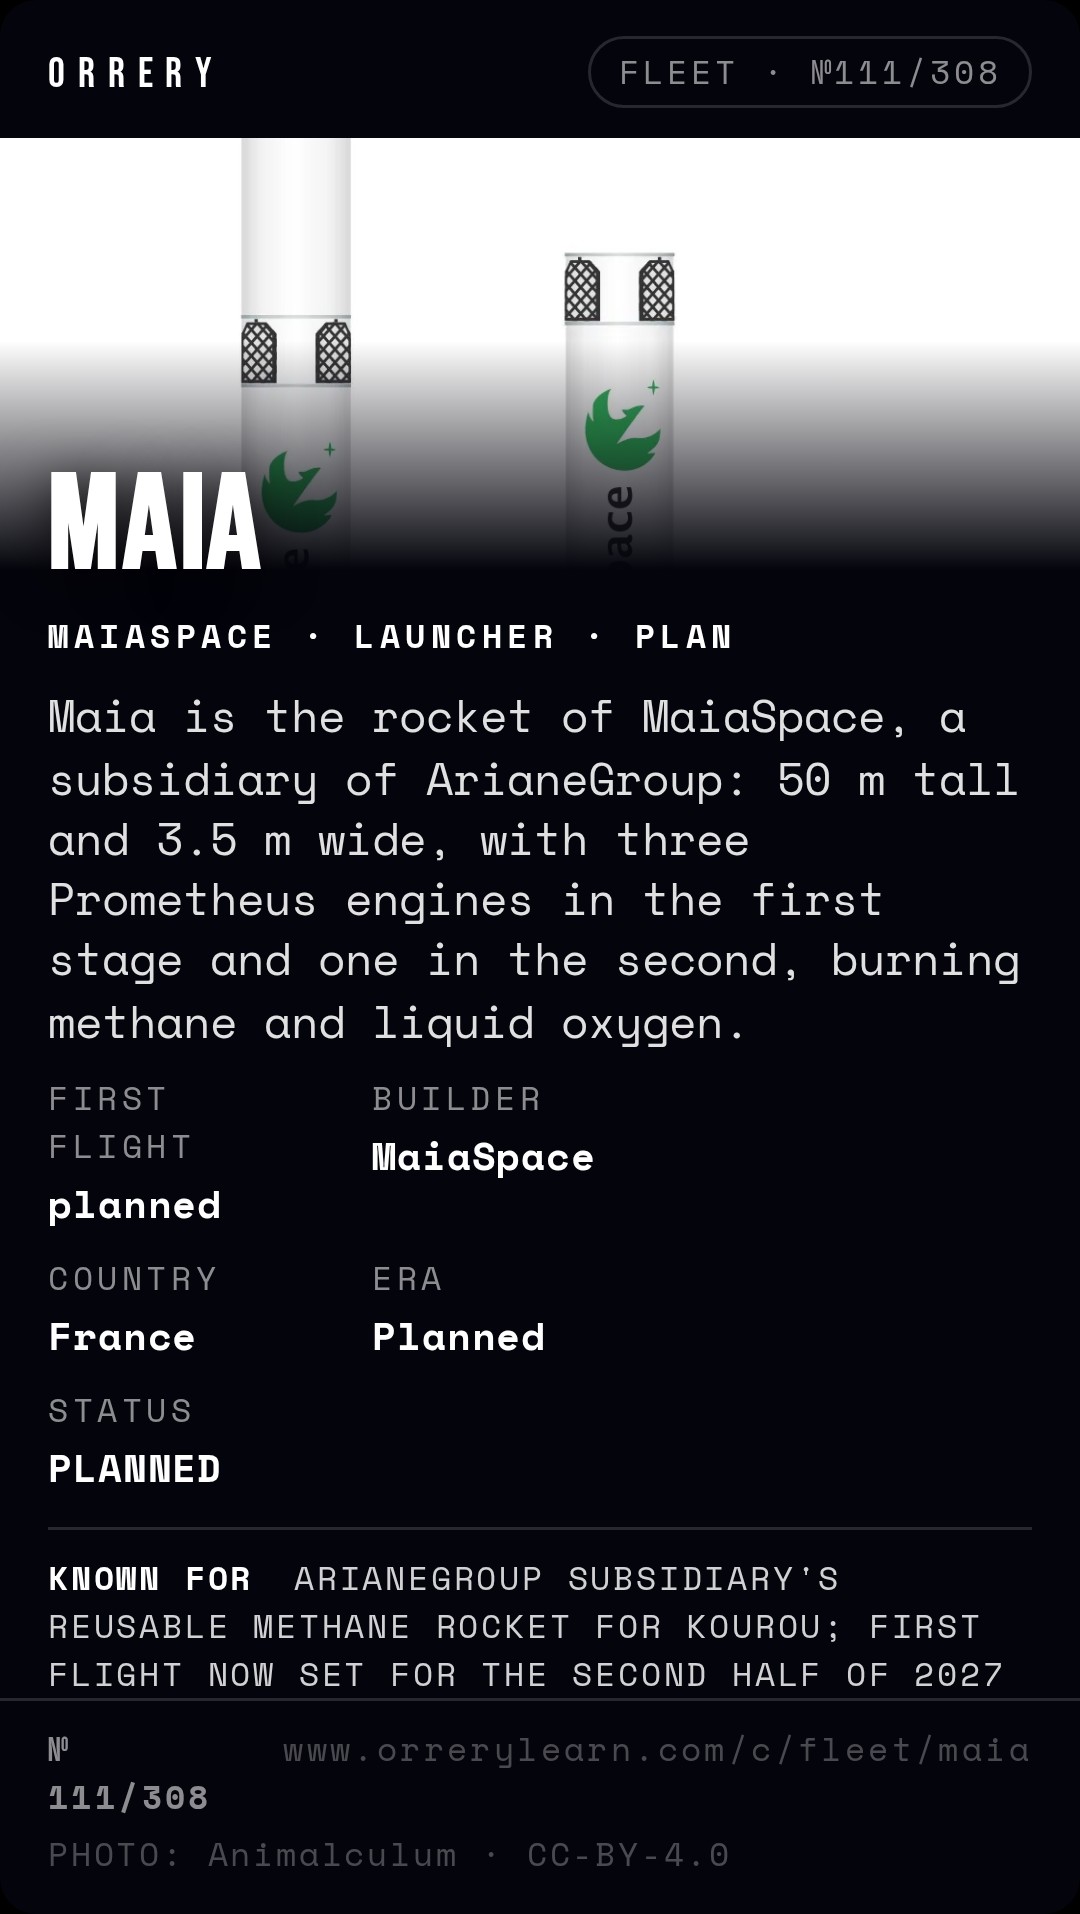 ORRERY
FLEET · №111/308
ace
e
MAIA
MAIASPACE · LAUNCHER · PLAN
Maia is the rocket of MaiaSpace, a
subsidiary of ArianeGroup: 50 m tall
and 3.5 m wide, with three
Prometheus engines in the first
stage and one in the second, burning
methane and liquid oxygen.
FIRST
FLIGHT
planned
BUILDER
MaiaSpace
COUNTRY
France
ERA
Planned
STATUS
PLANNED
KNOWN FOR ARIANEGROUP SUBSIDIARY'S
REUSABLE METHANE ROCKET FOR KOUROU; FIRST
FLIGHT NOW SET FOR THE SECOND HALF OF 2027
№
111/308
www.orrerylearn.com/c/fleet/maia
PHOTO: Animalculum · CC-BY-4.0